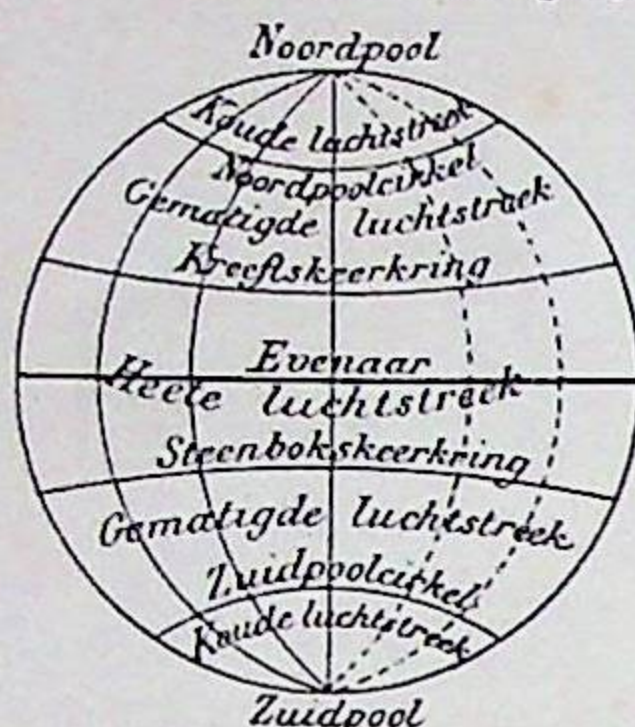 Noordpool
Koude luchtstreek
Noordpoolcirkel
Gematigde luchtstreek
Kreeftskeerkring
Evenaar
Heete luchtstreek
Steenbokskeerkring
Gematigde luchtstreek
Zuidpoolcirkel
Koude luchtstreek
Zuidpool